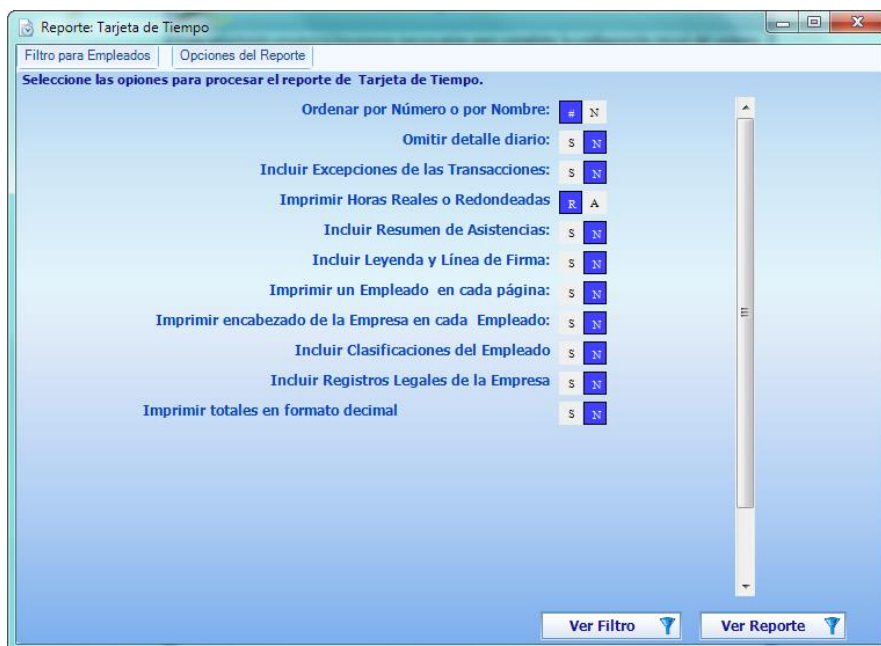 Reporte: Tarjeta de Tiempo
Filtro para Empleados Opciones del Reporte
Seleccione las opiones para procesar el reporte de Tarjeta de Tiempo.
Ordenar por Número o por Nombre: # N
Omitir detalle diario: S N
Incluir Excepciones de las Transacciones: S N
Imprimir Horas Reales o Redondeadas R A
Incluir Resumen de Asistencias: S N
Incluir Leyenda y Línea de Firma: S N
Imprimir un Empleado en cada página: S N
Imprimir encabezado de la Empresa en cada Empleado: S N
Incluir Clasificaciones del Empleado S N
Incluir Registros Legales de la Empresa S N
Imprimir totales en formato decimal S N
Ver Filtro Ver Reporte